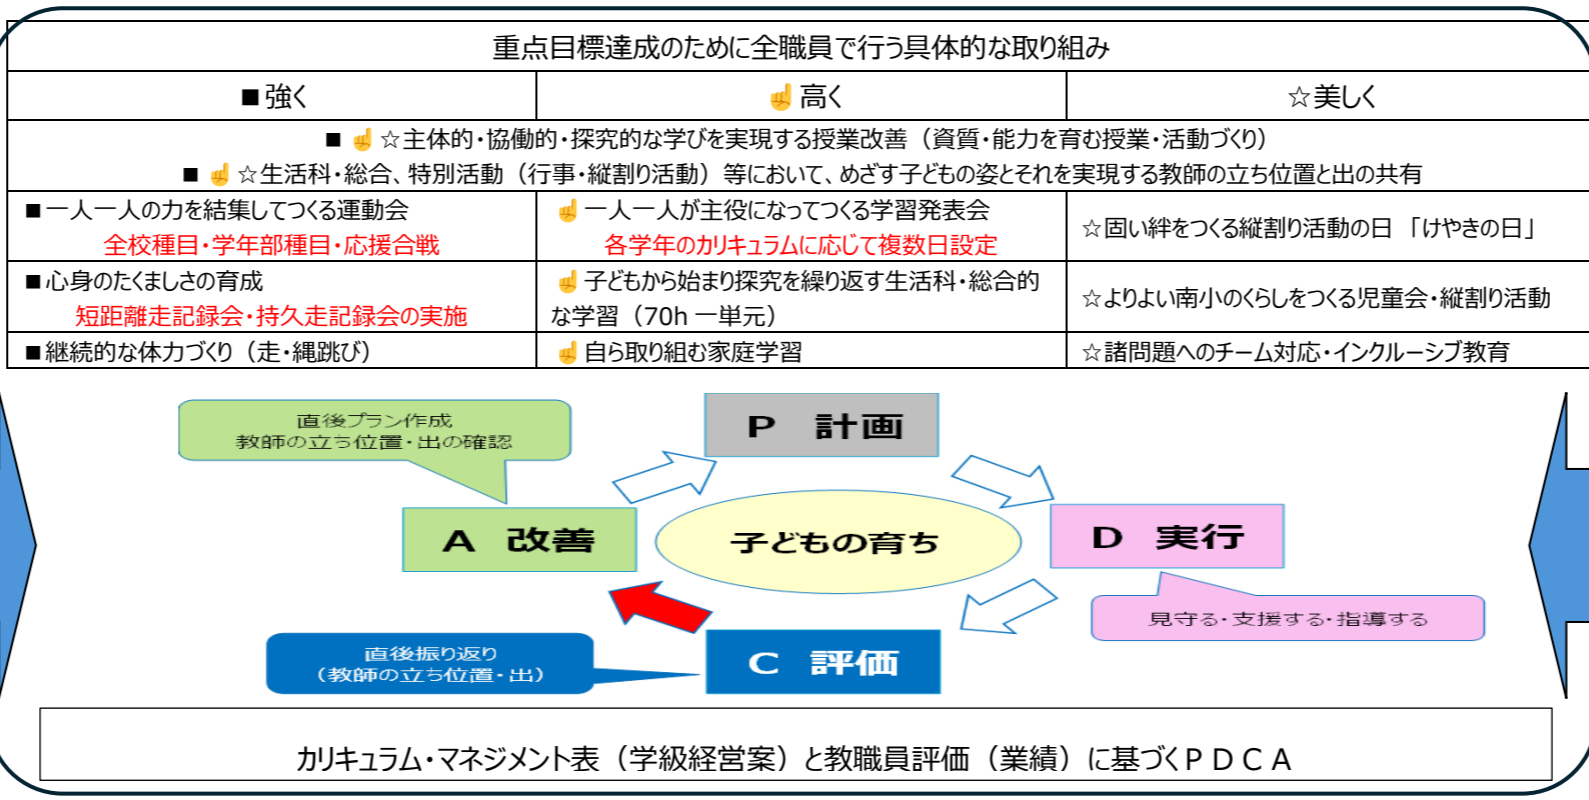 重点目標達成のために全職員で行う具体的な取り組み
■強く
☝高く
☆美しく
■☝☆主体的・協働的・探究的な学びを実現する授業改善（資質・能力を育む授業・活動づくり）
■☝☆生活科・総合、特別活動（行事・縦割り活動）等において、めざす子どもの姿とそれを実現する教師の立ち位置と出の共有
■一人一人の力を結集してつくる運動会
全校種目・学年部種目・応援合戦
☝一人一人が主役になってつくる学習発表会
各学年のカリキュラムに応じて複数日設定
☆固い絆をつくる縦割り活動の日　「けやきの日」
■心身のたくましさの育成
短距離走記録会・持久走記録会の実施
☝子どもから始まり探究を繰り返す生活科・総合的
な学習（70h 一単元）
☆よりよい南小のくらしをつくる児童会・縦割り活動
■継続的な体力づくり（走・縄跳び）
☝自ら取り組む家庭学習
☆諸問題へのチーム対応・インクルーシブ教育
直後プラン作成
教師の立ち位置・出の確認
P　計画
A　改善
子どもの育ち
D　実行
見守る・支援する・指導する
直後振り返り
（教師の立ち位置・出）
C　評価
カリキュラム・マネジメント表（学級経営案）と教職員評価（業績）に基づくＰＤＣＡ